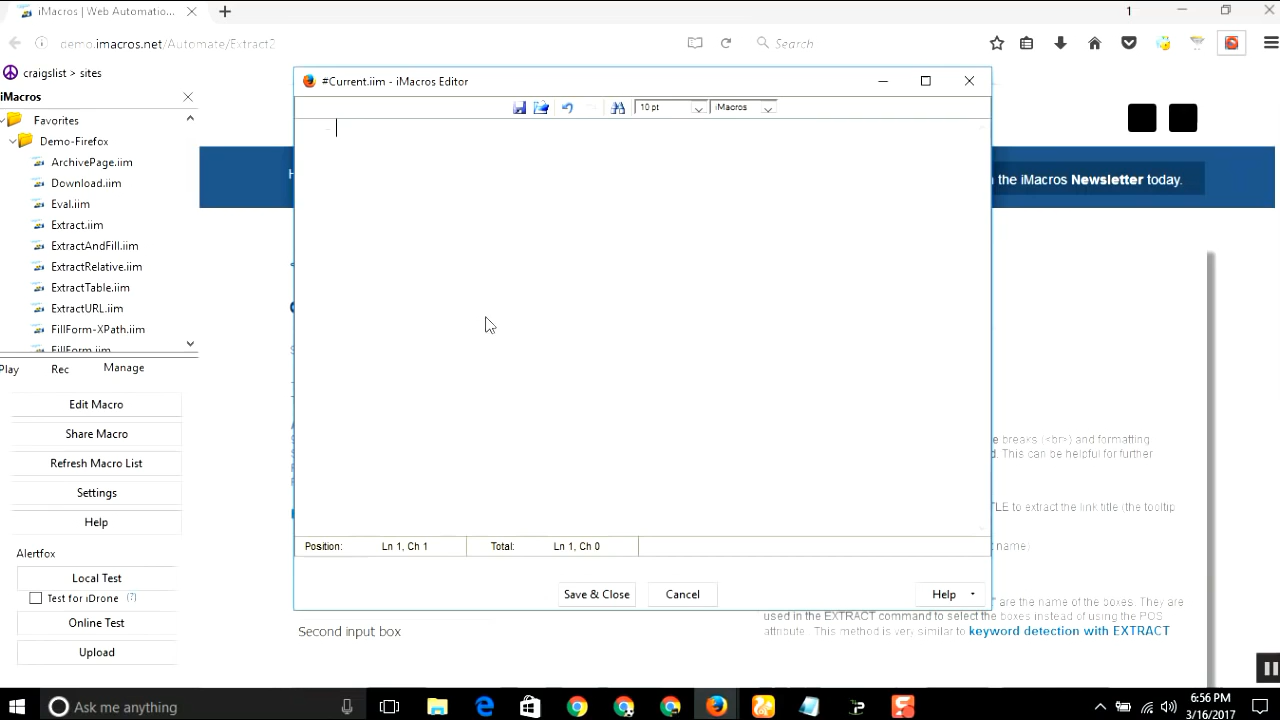 iMacros | Web Automatio...
1
demo.imacros.net/Automate/Extract2
Search
craigslist > sites
iMacros
Favorites
Demo-Firefox
ArchivePage.iim
Download.iim
Eval.iim
Extract.iim
ExtractAndFill.iim
ExtractRelative.iim
ExtractTable.iim
ExtractURL.iim
FillForm-XPath.iim
FillForm.iim
Play
Rec
Manage
Edit Macro
Share Macro
Refresh Macro List
Settings
Help
Alertfox
Local Test
Test for iDrone (?)
Online Test
Upload
#Current.iim - iMacros Editor
10 pt
iMacros
Position: Ln 1, Ch 1 Total: Ln 1, Ch 0
Save & Close
Cancel
Help
the iMacros Newsletter today.
breaks (<br>) and formatting
This can be helpful for further
to extract the link title (the tooltip
name)
are the name of the boxes. They are
used in the EXTRACT command to select the boxes instead of using the POS
attribute. This method is very similar to keyword detection with EXTRACT
Second input box
Ask me anything
6:56 PM
3/16/2017